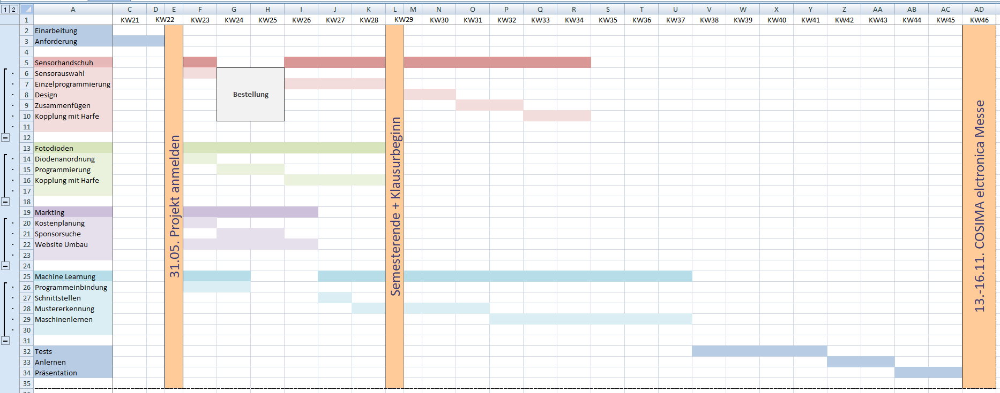 1 2 A C D E F G H I J K L M N O P Q R S T U V W X Y Z AA AB AC AD
1 KW21 KW22 KW23 KW24 KW25 KW26 KW27 KW28 KW29 KW30 KW31 KW32 KW33 KW34 KW35 KW36 KW37 KW38 KW39 KW40 KW41 KW42 KW43 KW44 KW45 KW46
2 Einarbeitung
3 Anforderung
4
5 Sensorhandschuh
6 Sensorauswahl
7 Einzelprogrammierung
8 Design
Bestellung
9 Zusammenfügen
10 Kopplung mit Harfe
11
12
13 Fotodioden
14 Diodenanordnung
15 Programmierung
16 Kopplung mit Harfe
17
18
19 Markting
20 Kostenplanung
21 Sponsorsuche
22 Website Umbau
23
24
25 Machine Learnung
26 Programmeinbindung
27 Schnittstellen
28 Mustererkennung
29 Maschinenlernen
30
31
32 Tests
33 Anlernen
34 Präsentation
35
31.05. Projekt anmelden
Semesterende + Klausurbeginn
13.-16.11. COSIMA elctronica Messe